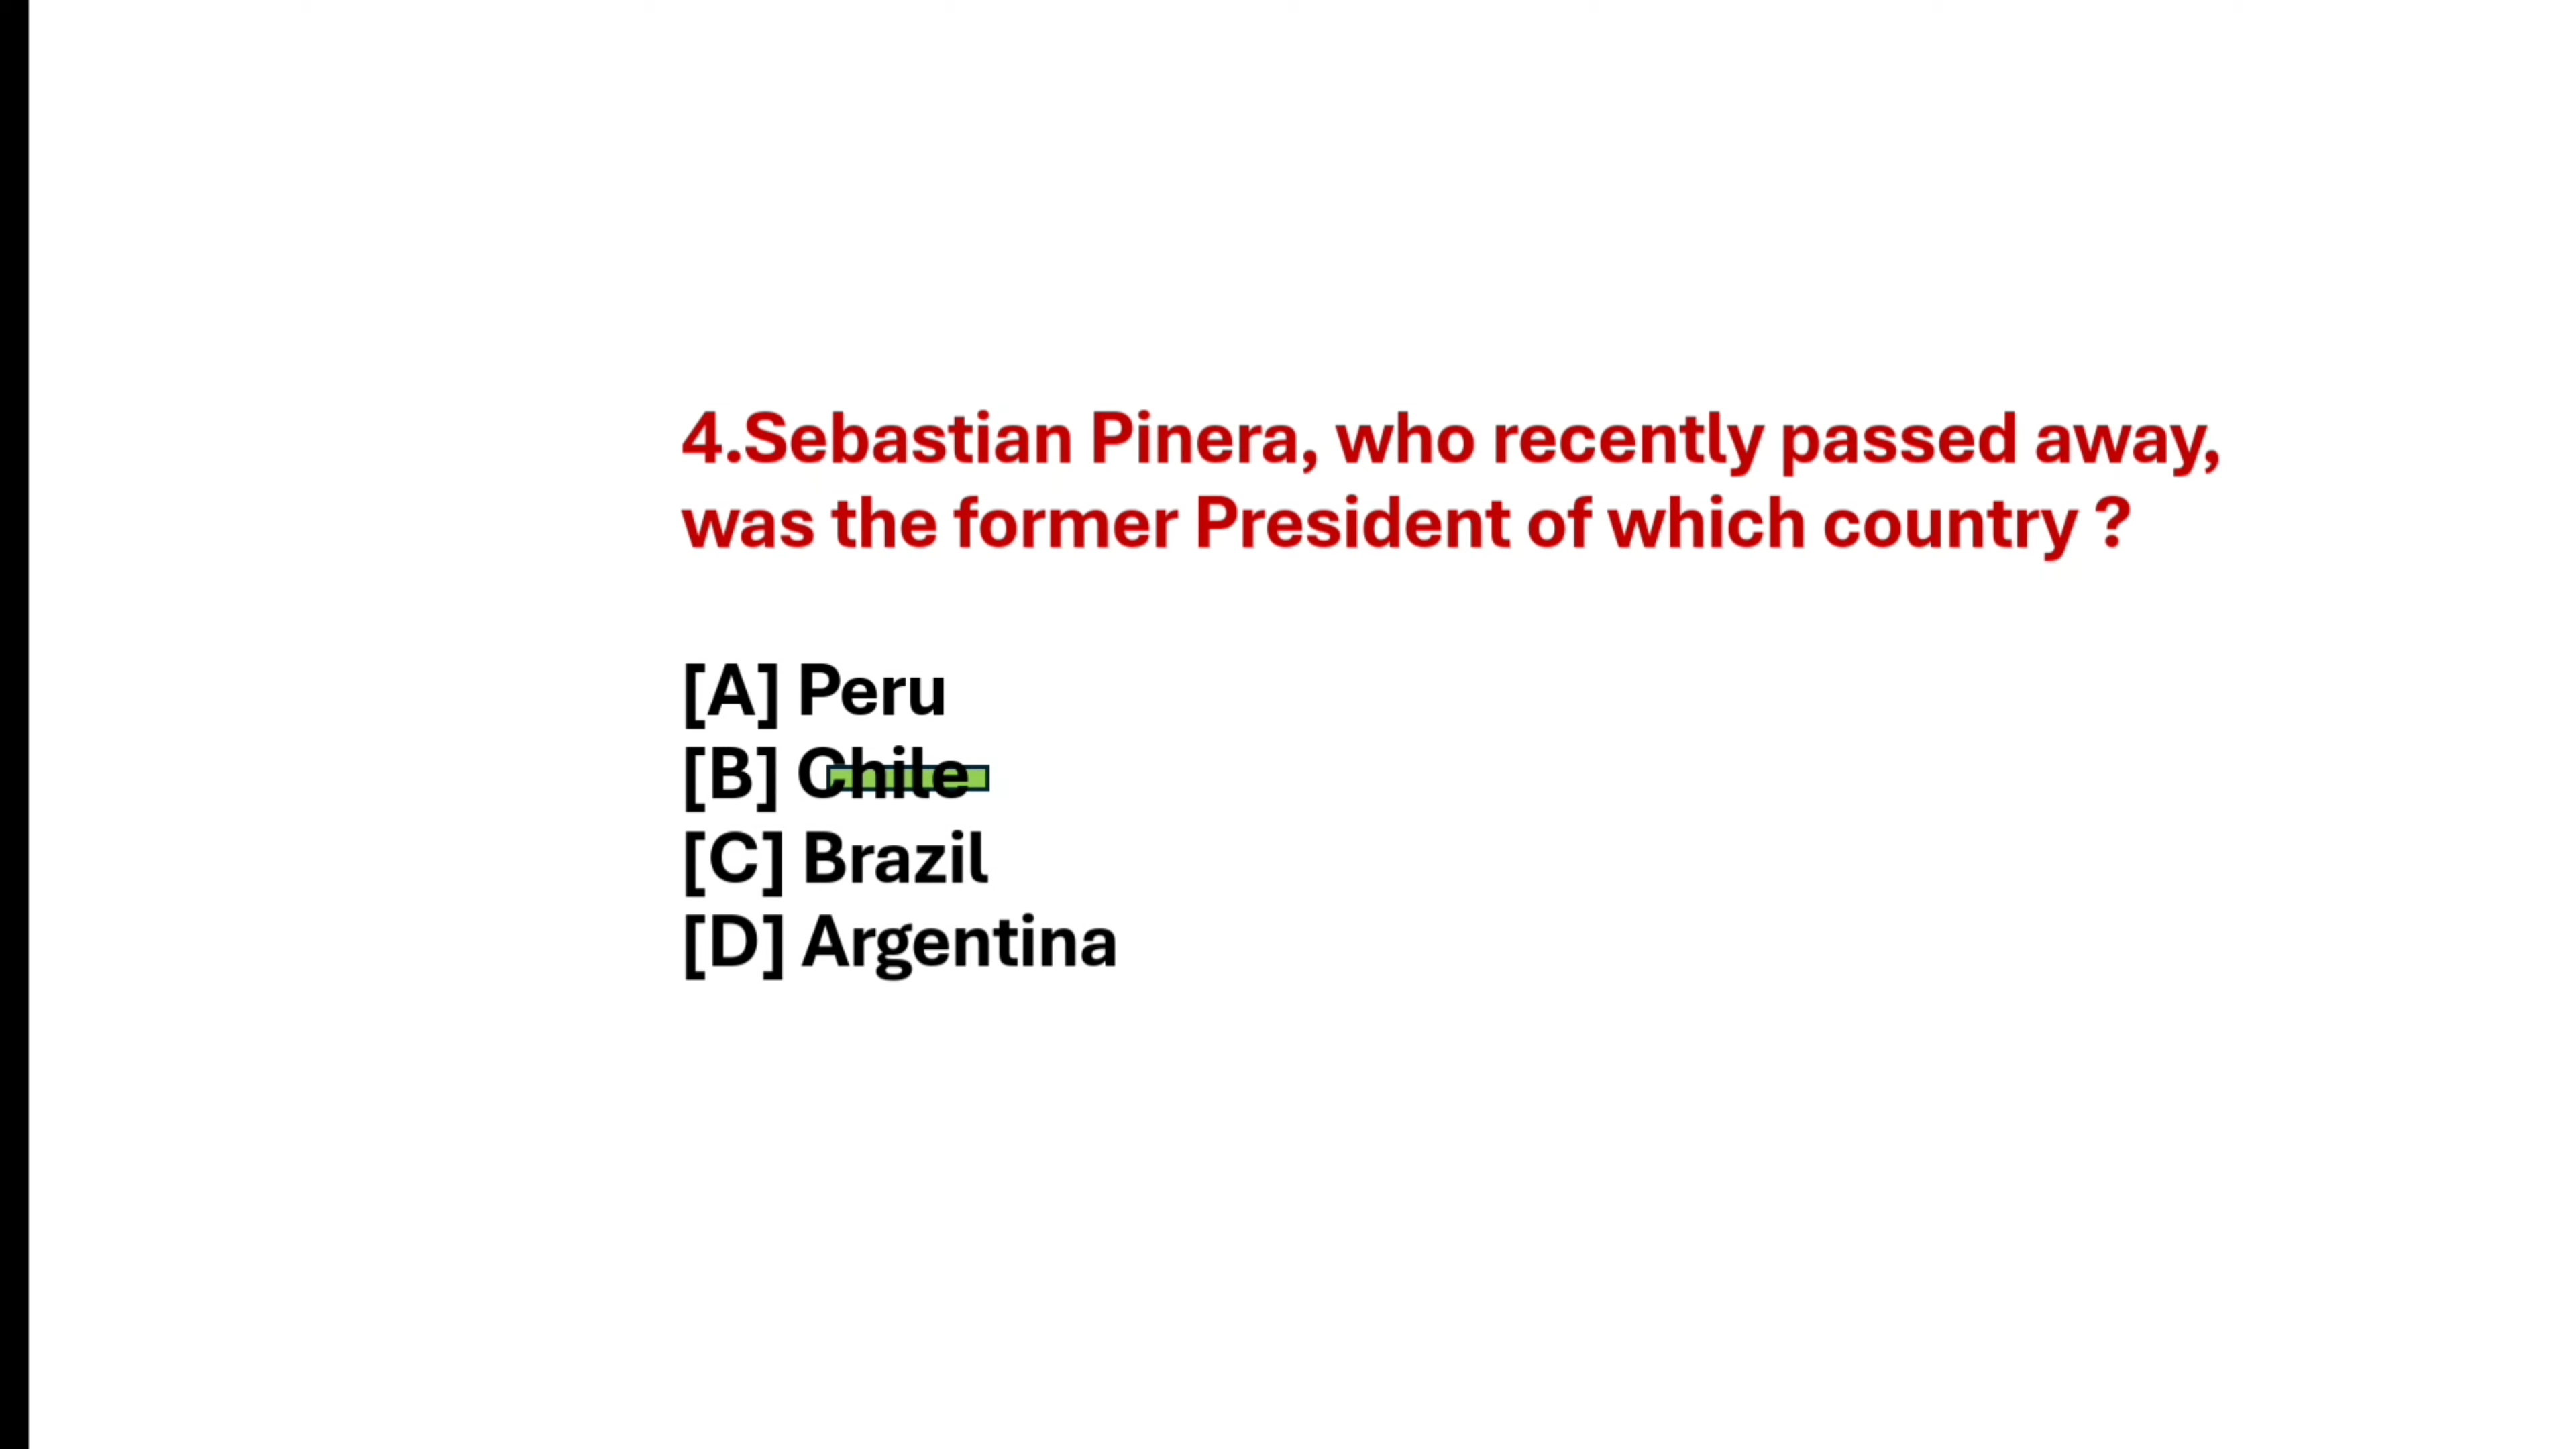 4.Sebastian Pinera, who recently passed away,
was the former President of which country ?
[A] Peru
[B] Chile
[C] Brazil
[D] Argentina